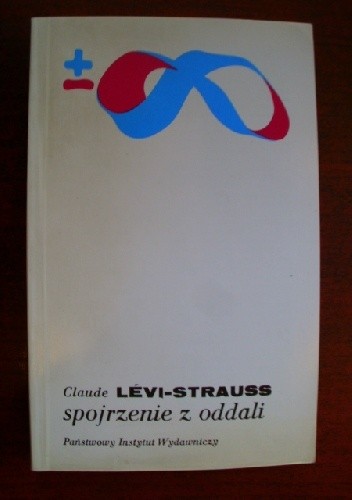 ±
Claude LÉVI-STRAUSS
spojrzenie z oddali
Państwowy Instytut Wydawniczy